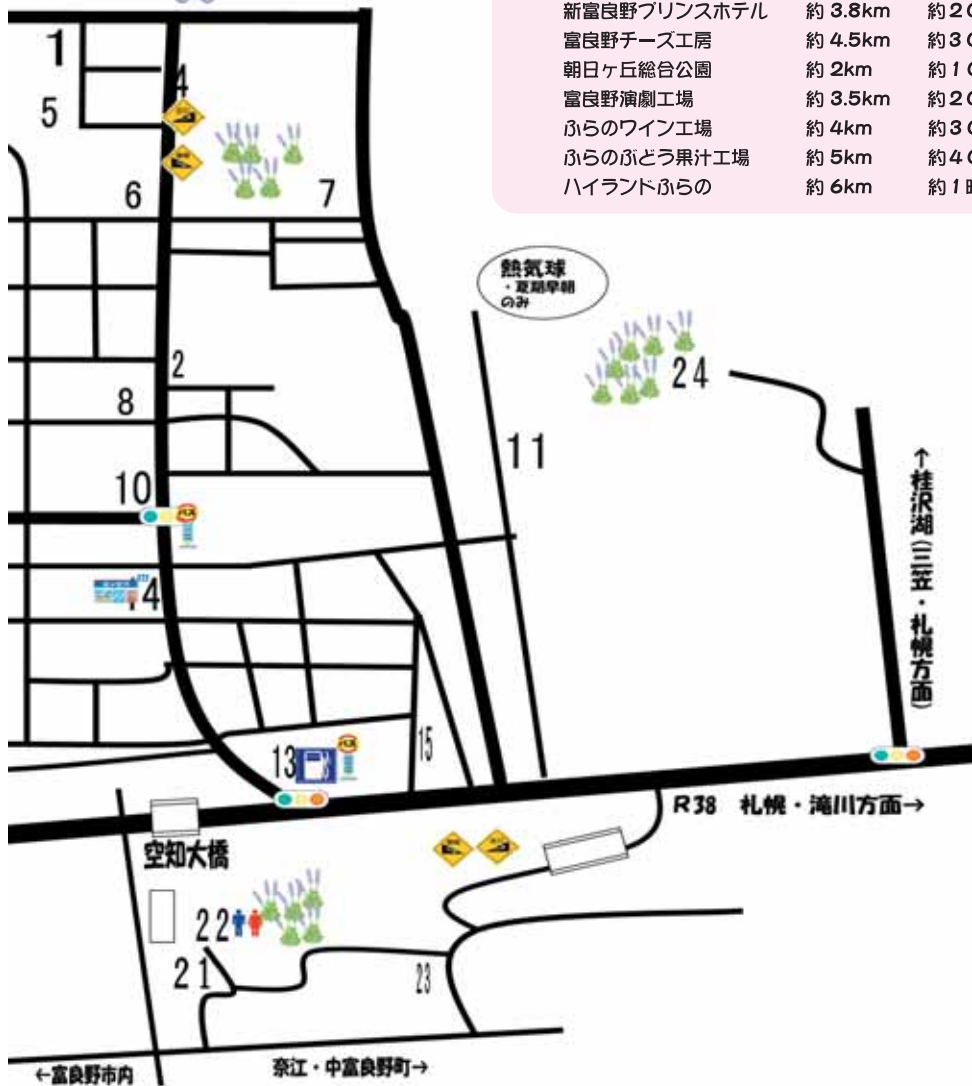 新富良野プリンスホテル 約 3.8km
富良野チーズ工房 約 4.5km
朝日ヶ丘総合公園 約 2km
富良野演劇工場 約 3.5km
ふらのワイン工場 約 4km
ふらのぶどう果汁工場 約 5km
ハイランドふらの 約 6km
1
4
5
6
7
熱気球
・夏期早朝
のみ
2
24
8
11
10
バス
↑桂沢湖(三笠・札幌方面)
14
13
バス
15
R38 札幌・滝川方面→
空知大橋
22
21
23
←富良野市内
奈江・中富良野町→